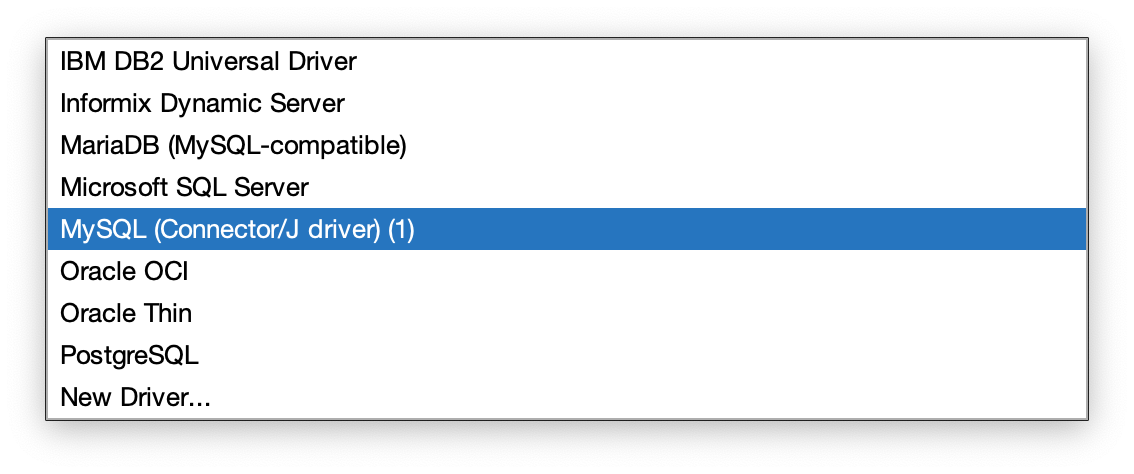 IBM DB2 Universal Driver
Informix Dynamic Server
MariaDB (MySQL-compatible)
Microsoft SQL Server
MySQL (Connector/J driver) (1)
Oracle OCI
Oracle Thin
PostgreSQL
New Driver...